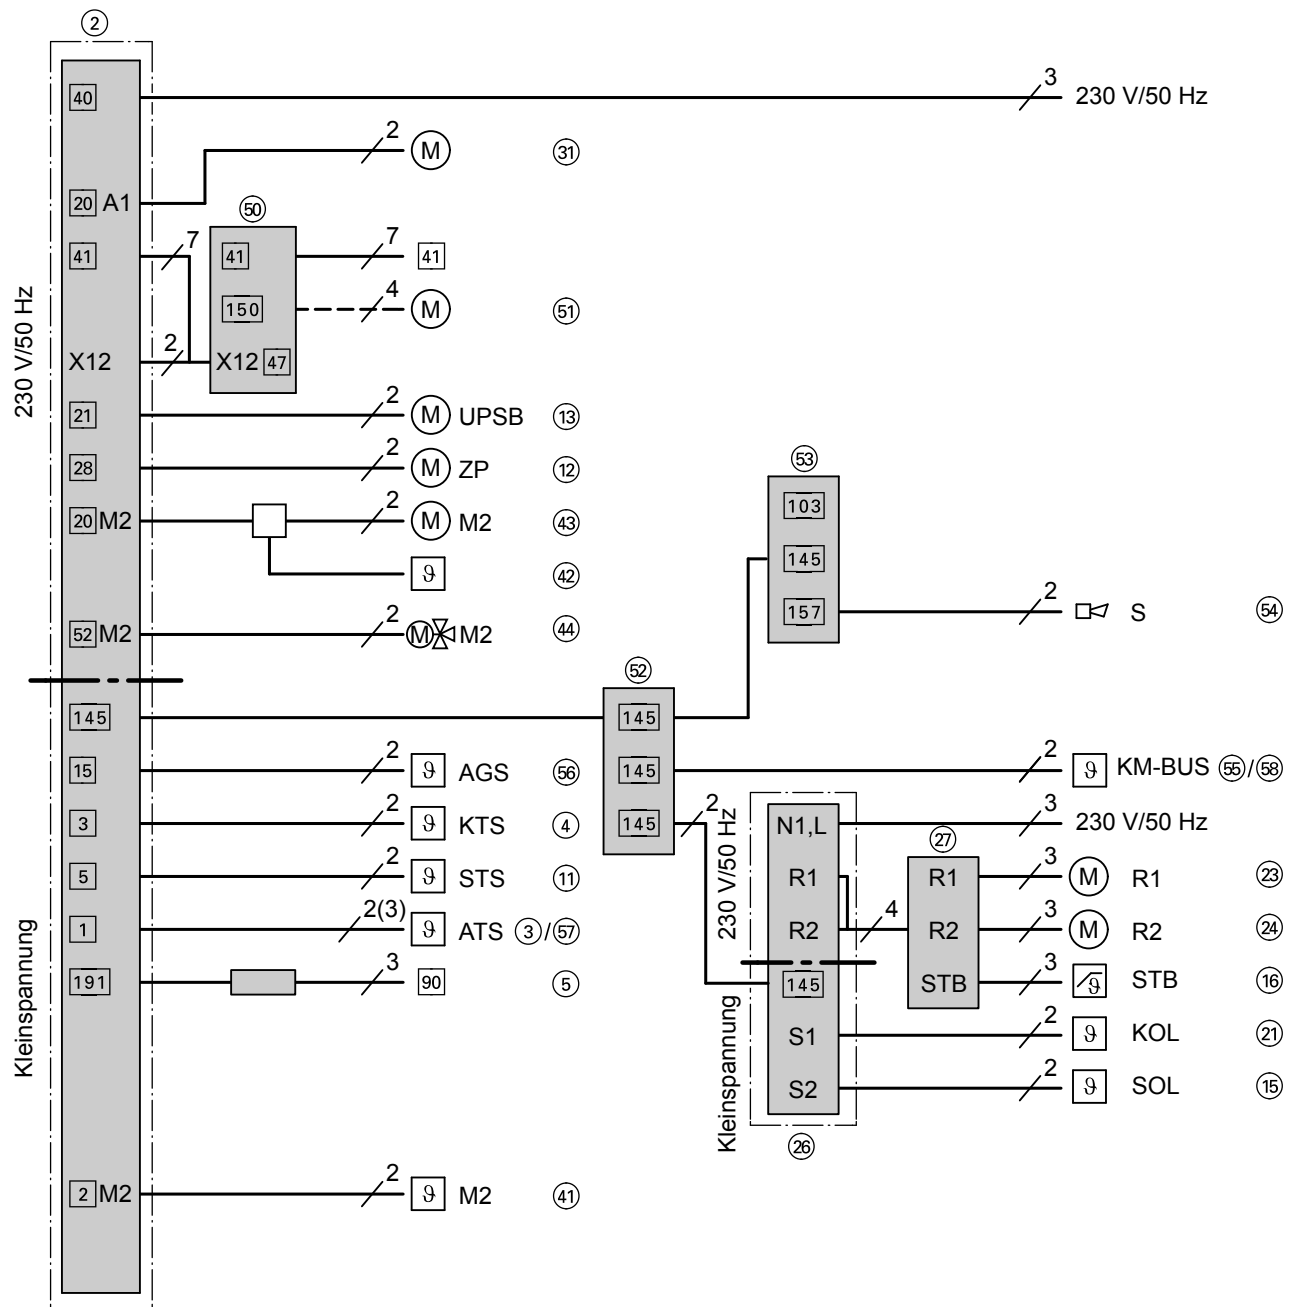 2
40 3 230 V/50 Hz
2 M 31
20 A1
50
41 7 41 7 41
150 4 M 51
X12 2 X12 47
230 V/50 Hz
21 2 M UPSB 13
28 2 M ZP 12
20 M2 2 M M2 43
ϑ 42
52 M2 2 M M2 44
53
103
145
157 2 S 54
52
145 145
15 2 ϑ AGS 56 145 2 ϑ KM-BUS 55/58
3 2 ϑ KTS 4 145 2 N1,L 3 230 V/50 Hz
230 V/50 Hz
27
5 2 ϑ STS 11 R1 R1 3 M R1 23
1 2(3) ϑ ATS 3/57 R2 4 R2 3 M R2 24
191 3 90 5 145 STB 3 ϑ STB 16
S1 2 ϑ KOL 21
S2 2 ϑ SOL 15
Kleinspannung
Kleinspannung
26
2 M2 2 ϑ M2 41